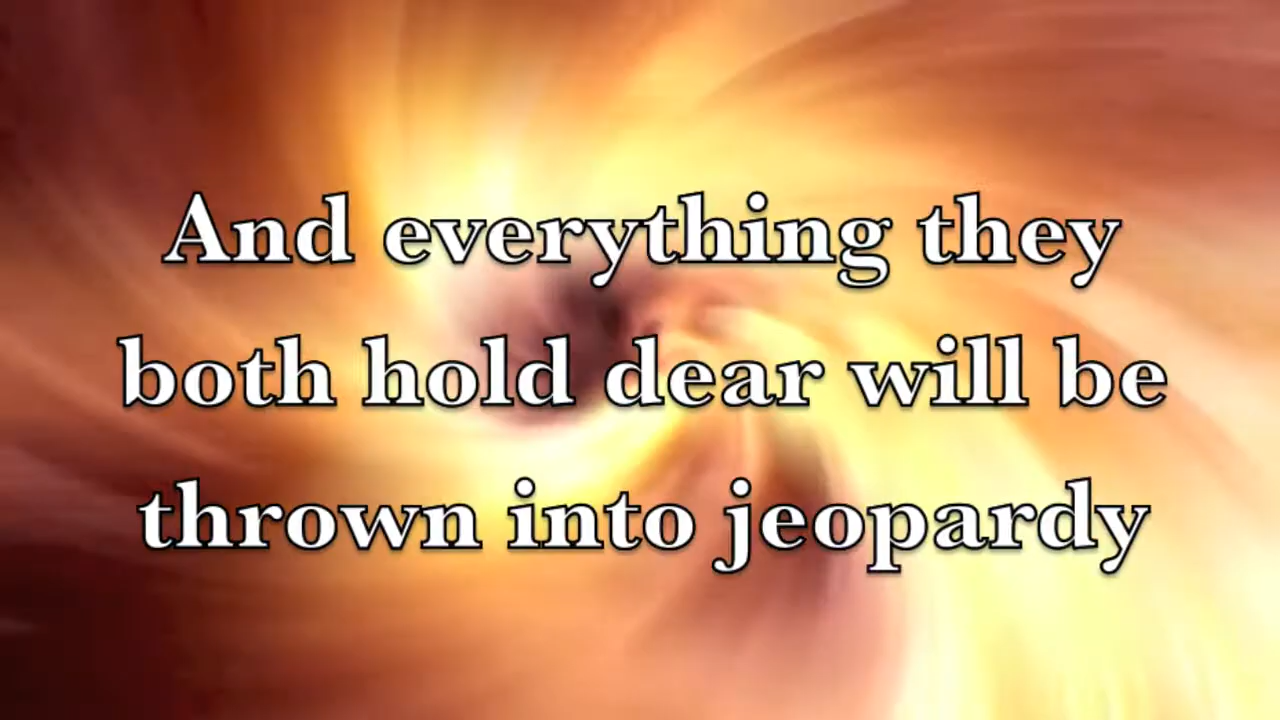 And everything they
both hold dear will be
thrown into jeopardy